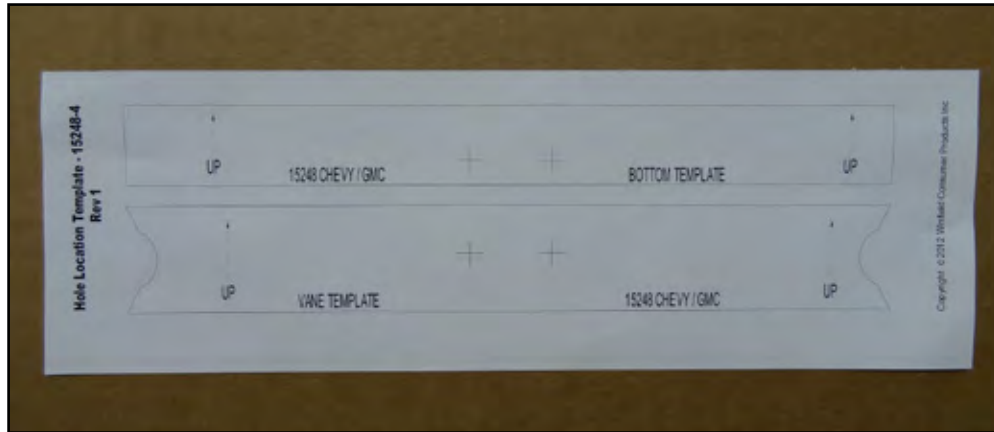 Hole Location Template - 15248-4
Rev 1
UP
15248 CHEVY / GMC
BOTTOM TEMPLATE
UP
UP
VANE TEMPLATE
15248 CHEVY / GMC
UP
Copyright © 2012 Winfield Consumer Products Inc